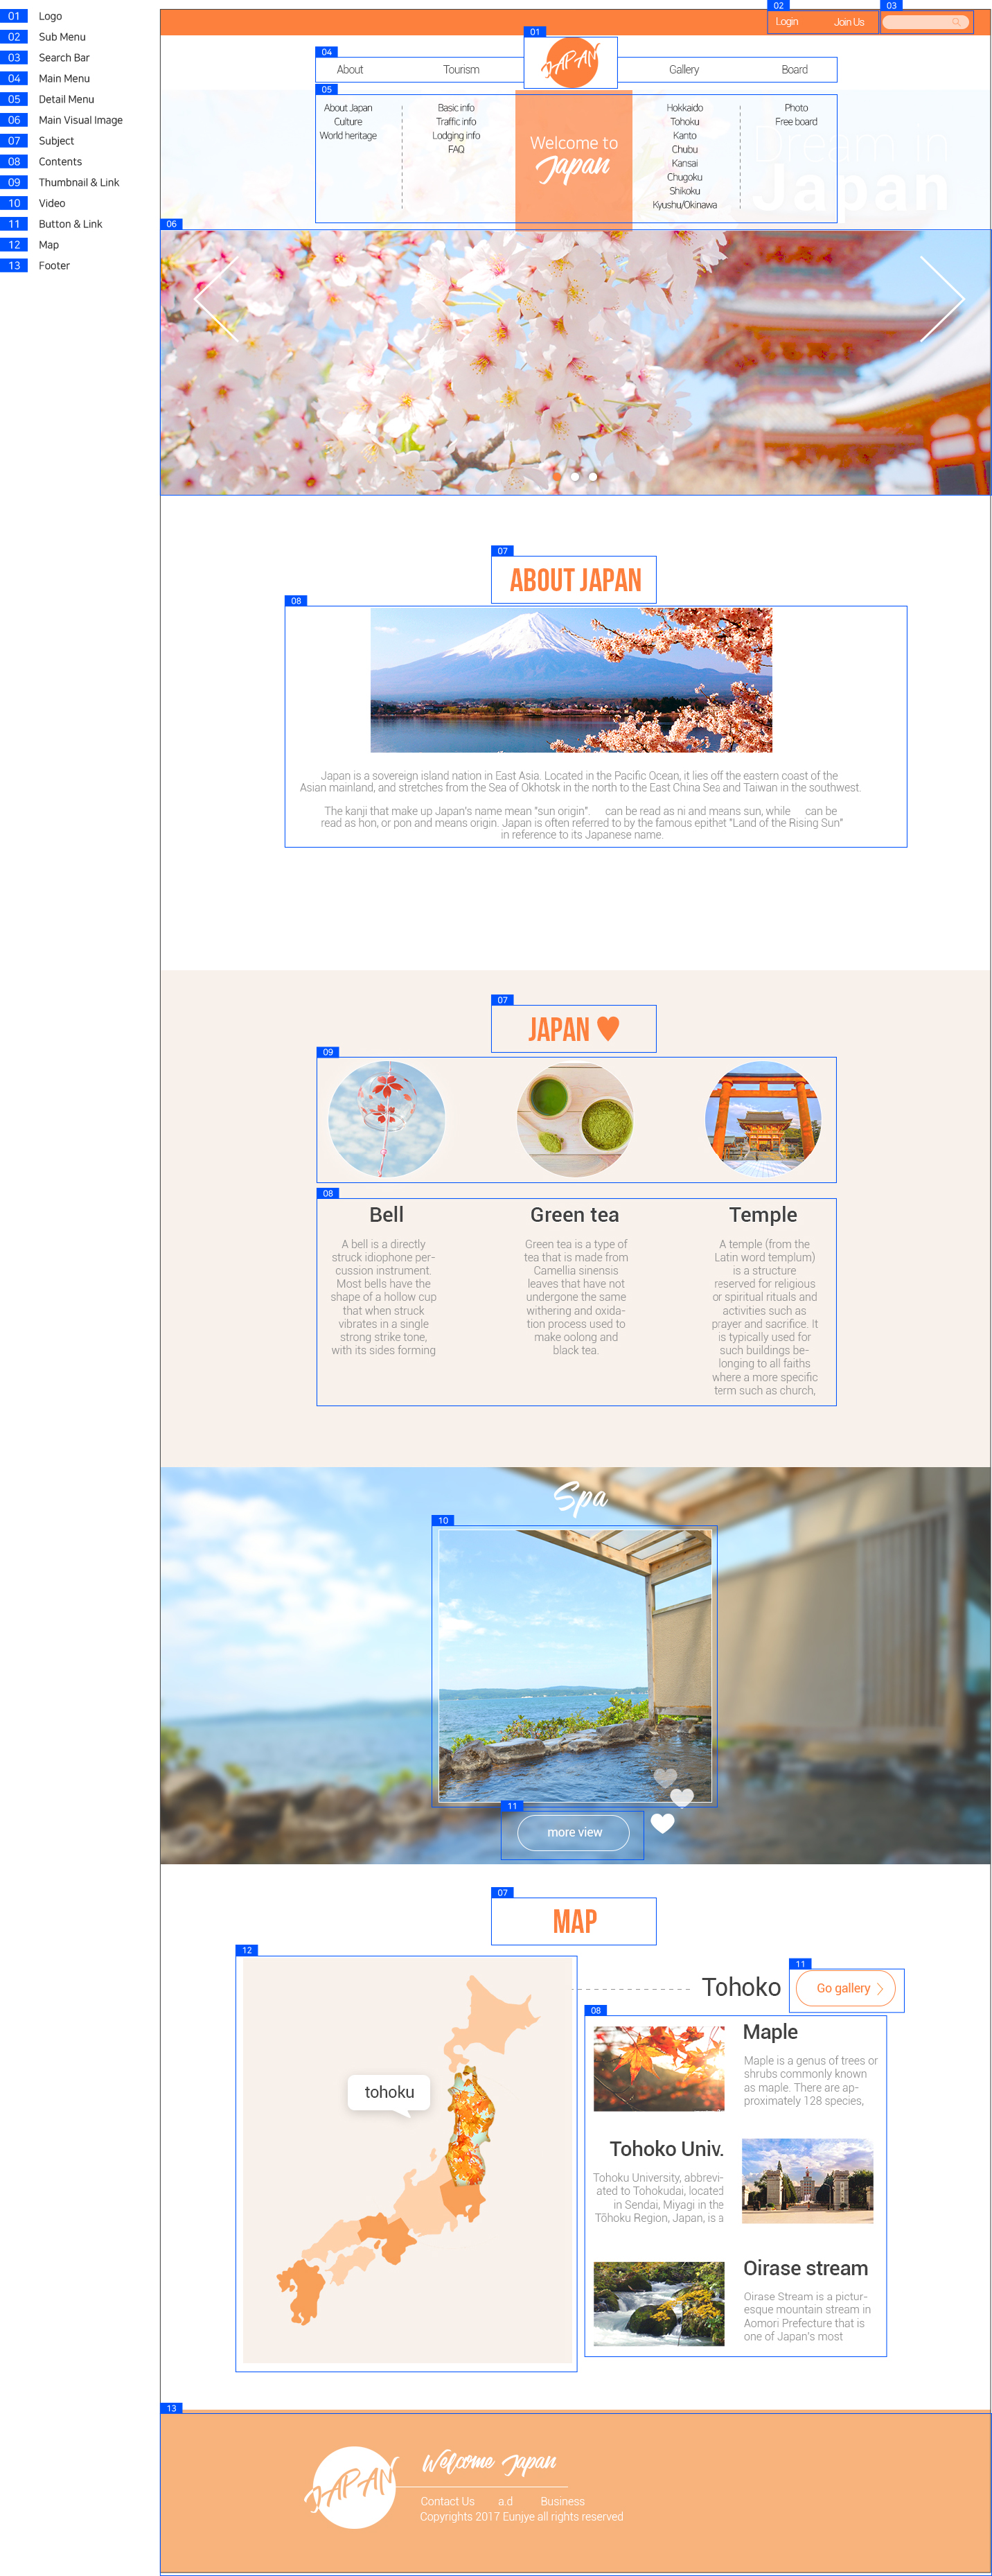 01 Logo
02 Sub Menu
03 Search Bar
04 Main Menu
05 Detail Menu
06 Main Visual Image
07 Subject
08 Contents
09 Thumbnail & Link
10 Video
11 Button & Link
12 Map
13 Footer
02
03
Login
Join Us
01
JAPAN
04
About
Tourism
Gallery
Board
05
About Japan
Culture
World heritage
Basic info
Traffic info
Lodging info
FAQ
Welcome to
Japan
Hokkaido
Tohoku
Kanto
Chubu
Kansai
Chugoku
Shikoku
Kyushu/Okinawa
Photo
Free board
Dream in
Japan
06
07
ABOUT JAPAN
08
Japan is a sovereign island nation in East Asia. Located in the Pacific Ocean, it lies off the eastern coast of the
Asian mainland, and stretches from the Sea of Okhotsk in the north to the East China Sea and Taiwan in the southwest.
The kanji that make up Japan's name mean "sun origin". can be read as ni and means sun, while can be
read as hon, or pon and means origin. Japan is often referred to by the famous epithet "Land of the Rising Sun"
in reference to its Japanese name.
07
JAPAN ♥
09
08
Bell
A bell is a directly
struck idiophone per-
cussion instrument.
Most bells have the
shape of a hollow cup
that when struck
vibrates in a single
strong strike tone,
with its sides forming
Green tea
Green tea is a type of
tea that is made from
Camellia sinensis
leaves that have not
undergone the same
withering and oxida-
tion process used to
make oolong and
black tea.
Temple
A temple (from the
Latin word templum)
is a structure
reserved for religious
or spiritual rituals and
activities such as
prayer and sacrifice. It
is typically used for
such buildings be-
longing to all faiths
where a more specific
term such as church,
Spa
10
11
more view
07
MAP
12
tohoku
Tohoko
11
Go gallery
08
Maple
Maple is a genus of trees or
shrubs commonly known
as maple. There are ap-
proximately 128 species,
Tohoko Univ.
Tohoku University, abbrevi-
ated to Tohokudai, located
in Sendai, Miyagi in the
Tōhoku Region, Japan, is a
Oirase stream
Oirase Stream is a pictur-
esque mountain stream in
Aomori Prefecture that is
one of Japan's most
13
JAPAN
Welcome Japan
Contact Us
a.d
Business
Copyrights 2017 Eunjye all rights reserved